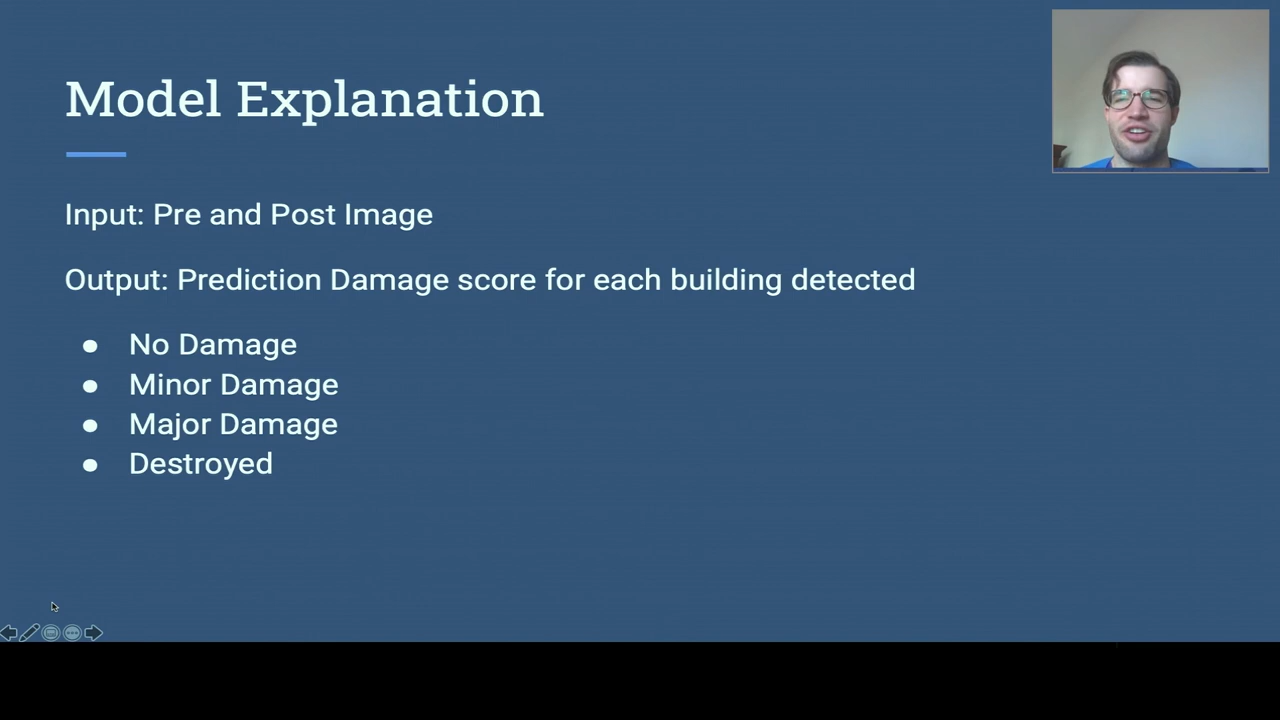 Model Explanation
Input: Pre and Post Image
Output: Prediction Damage score for each building detected
● No Damage
● Minor Damage
● Major Damage
● Destroyed